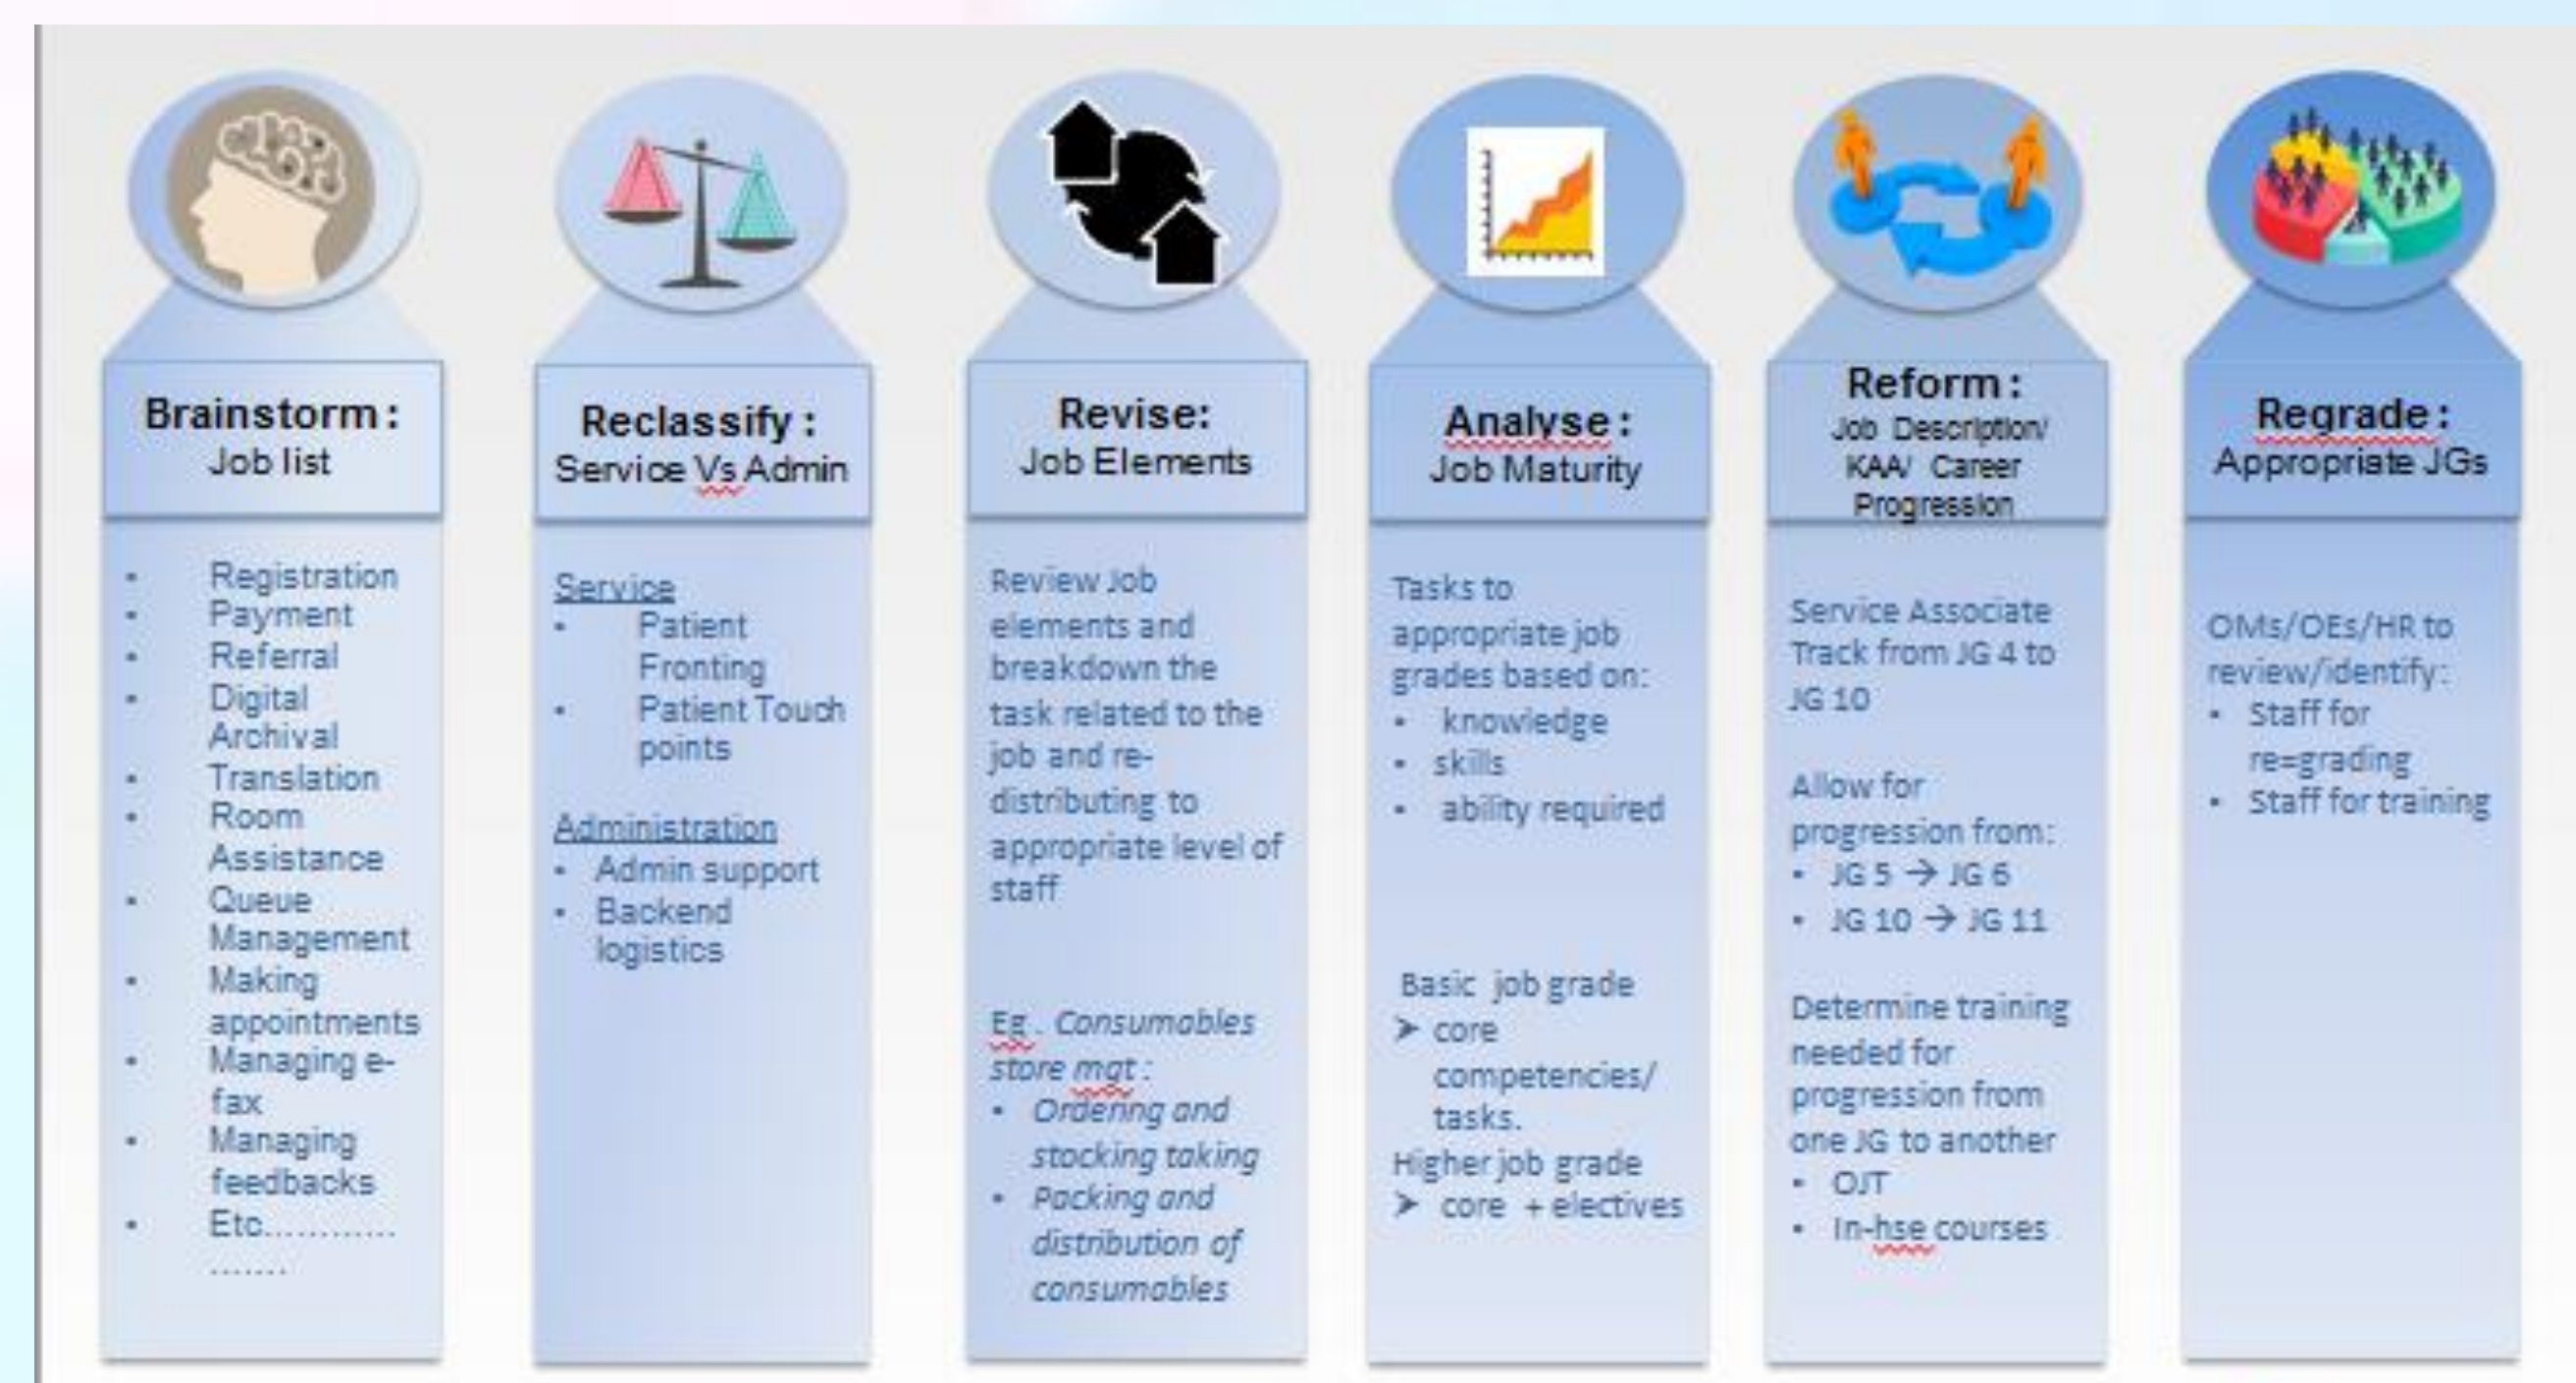 Brainstorm :
Job list
• Registration
• Payment
• Referral
• Digital
Archival
• Translation
• Room
Assistance
• Queue
Management
• Making
appointments
• Managing e-
fax
• Managing
feedbacks
• Etc............
.......
Reclassify :
Service Vs Admin
Service
• Patient
Fronting
• Patient Touch
points
Administration
• Admin support
• Backend
logistics
Revise:
Job Elements
Review Job
elements and
breakdown the
task related to the
job and re-
distributing to
appropriate level of
staff
Eg . Consumables
store mgt :
• Ordering and
stocking taking
• Packing and
distribution of
consumables
Analyse :
Job Maturity
Tasks to
appropriate job
grades based on:
• knowledge
• skills
• ability required
Basic job grade
➢ core
competencies/
tasks.
Higher job grade
➢ core + electives
Reform :
Job Description/
KAA/ Career
Progression
Service Associate
Track from JG 4 to
JG 10
Allow for
progression from:
• JG 5 → JG 6
• JG 10 → JG 11
Determine training
needed for
progression from
one JG to another
• OJT
• In-hse courses
Regrade :
Appropriate JGs
OMs/OEs/HR to
review/identify:
• Staff for
re=grading
• Staff for training